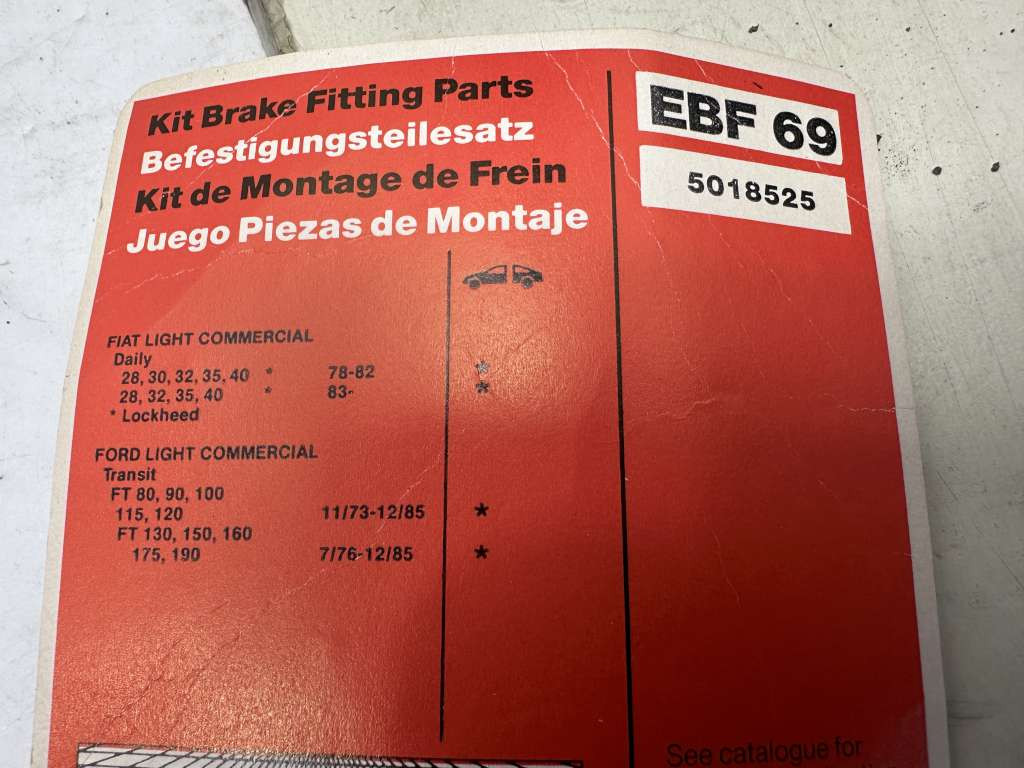 Kit Brake Fitting Parts
Befestigungsteilesatz
Kit de Montage de Frein
Juego Piezas de Montaje
EBF 69
5018525
FIAT LIGHT COMMERCIAL
Daily
28, 30, 32, 35, 40 * 78-82 *
28, 32, 35, 40 * 83- *
* Lockheed
FORD LIGHT COMMERCIAL
Transit
FT 80, 90, 100
115, 120 11/73-12/85 *
FT 130, 150, 160
175, 190 7/76-12/85 *
See catalogue for